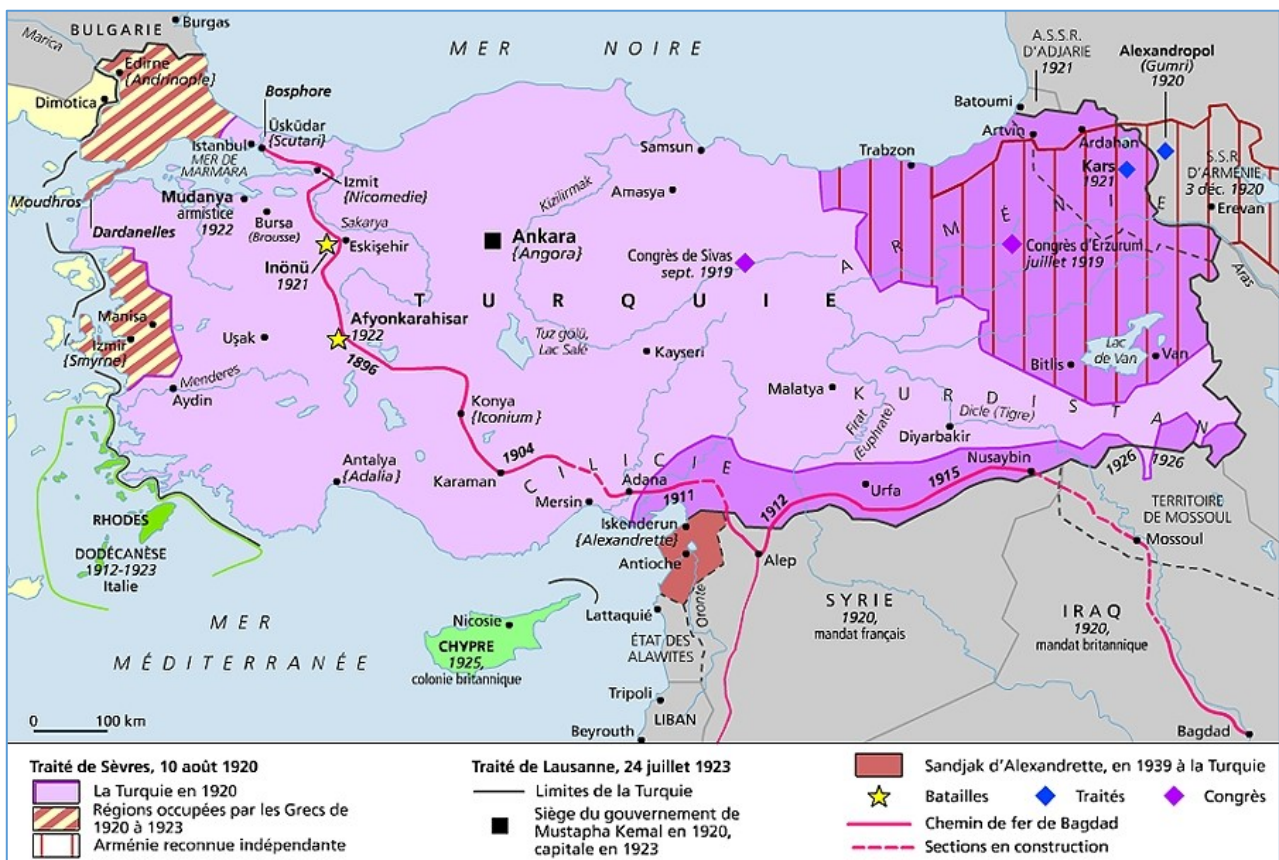 BULGARIE
Burgas
Marica
MER NOIRE
A.S.S.R.
D'ADJARIE
1921
Alexandropol
(Gumri)
1920
Edirne
{Andrinople}
Dimotica
Bosphore
Üsküdar
{Scutari}
Istanbul
MER DE
MARMARA
Batoumi
Artvin
Ardahan
Kars
1921
S.S.R.
D'ARMÉNIE
3 déc. 1920
Erevan
Samsun
Trabzon
Izmit
{Nicomedie}
Kizilirmak
Amasya
Moudhros
Mudanya
armistice
1922
Bursa
(Brousse)
Sakarya
Dardanelles
Eskişehir
Inönü
1921
Ankara
{Angora}
Congrès de Sivas
sept. 1919
ARMÉNIE
Congrès d'Erzurum
juillet 1919
Aras
TURQUIE
Manisa
Izmir
{Smyrne}
Uşak
Afyonkarahisar
1922
1896
Tuz gölü,
Lac Salé
Kayseri
Lac
de Van
Van
Bitlis
Menderes
Aydin
Malatya
KURDISTAN
Firat
(Euphrate)
Dicle (Tigre)
Diyarbakir
Konya
{Iconium}
Antalya
{Adalia}
1904
Karaman
CILICIE
Mersin
Adana
1911
1912
Urfa
1915
Nusaybin
1926
1926
RHODES
DODÉCANÈSE
1912-1923
Italie
Iskenderun
{Alexandrette}
Antioche
Alep
TERRITOIRE
DE MOSSOUL
Mossoul
MER
MÉDITERRANÉE
Nicosie
CHYPRE
1925,
colonie britannique
Lattaquié
Oronte
ÉTAT DES
ALAWITES
SYRIE
1920,
mandat français
IRAQ
1920,
mandat britannique
Tripoli
LIBAN
Beyrouth
Bagdad
0 100 km
Traité de Sèvres, 10 août 1920
La Turquie en 1920
Régions occupées par les Grecs de
1920 à 1923
Arménie reconnue indépendante
Traité de Lausanne, 24 juillet 1923
Limites de la Turquie
Siège du gouvernement de
Mustapha Kemal en 1920,
capitale en 1923
Sandjak d'Alexandrette, en 1939 à la Turquie
Batailles
Traités
Congrès
Chemin de fer de Bagdad
Sections en construction